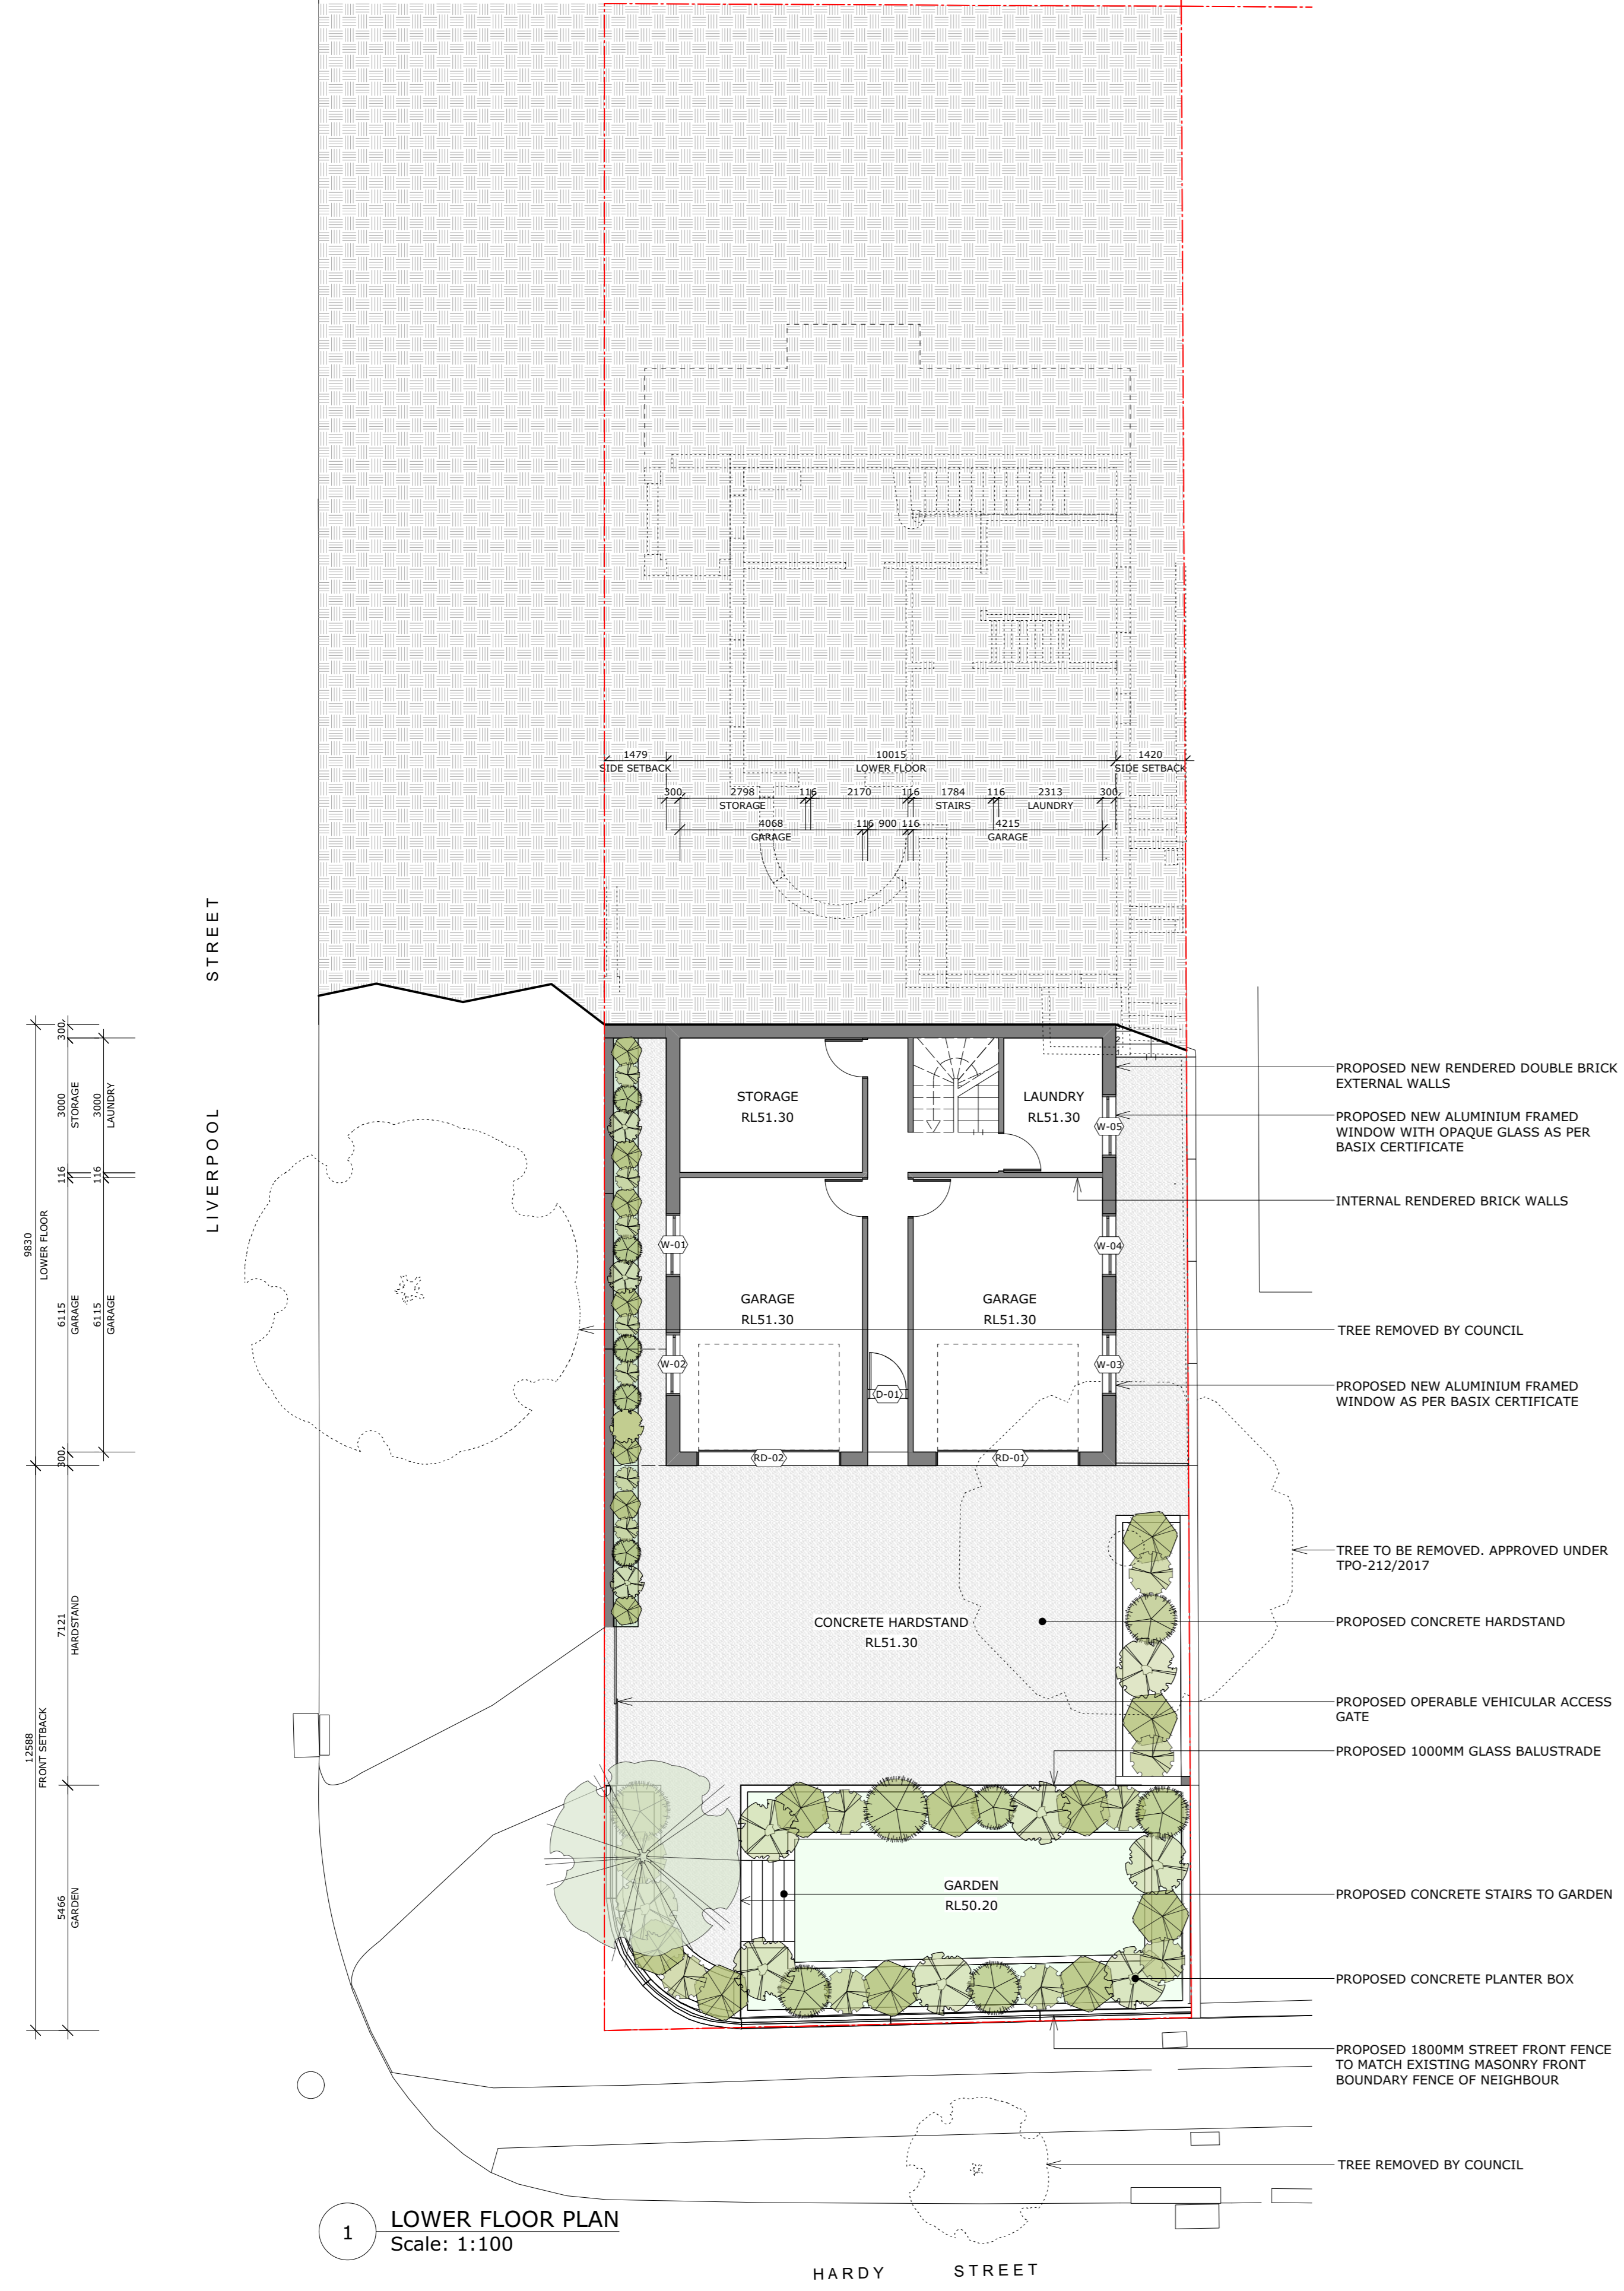 1479
SIDE SETBACK
10015
LOWER FLOOR
1420
SIDE SETBACK
300
2798
STORAGE
116
2170
116
1784
STAIRS
116
2313
LAUNDRY
300
4068
GARAGE
116
900
116
4215
GARAGE
LIVERPOOL STREET
9830
LOWER FLOOR
12588
FRONT SETBACK
300
3000
STORAGE
116
6115
GARAGE
300
7121
HARDSTAND
5466
GARDEN
3000
LAUNDRY
116
6115
GARAGE
STORAGE
RL51.30
LAUNDRY
RL51.30
W-05
W-01
W-04
GARAGE
RL51.30
GARAGE
RL51.30
W-02
W-03
D-01
RD-02
RD-01
CONCRETE HARDSTAND
RL51.30
GARDEN
RL50.20
PROPOSED NEW RENDERED DOUBLE BRICK
EXTERNAL WALLS
PROPOSED NEW ALUMINIUM FRAMED
WINDOW WITH OPAQUE GLASS AS PER
BASIX CERTIFICATE
INTERNAL RENDERED BRICK WALLS
TREE REMOVED BY COUNCIL
PROPOSED NEW ALUMINIUM FRAMED
WINDOW AS PER BASIX CERTIFICATE
TREE TO BE REMOVED. APPROVED UNDER
TPO-212/2017
PROPOSED CONCRETE HARDSTAND
PROPOSED OPERABLE VEHICULAR ACCESS
GATE
PROPOSED 1000MM GLASS BALUSTRADE
PROPOSED CONCRETE STAIRS TO GARDEN
PROPOSED CONCRETE PLANTER BOX
PROPOSED 1800MM STREET FRONT FENCE
TO MATCH EXISTING MASONRY FRONT
BOUNDARY FENCE OF NEIGHBOUR
TREE REMOVED BY COUNCIL
1
LOWER FLOOR PLAN
Scale: 1:100
HARDY STREET